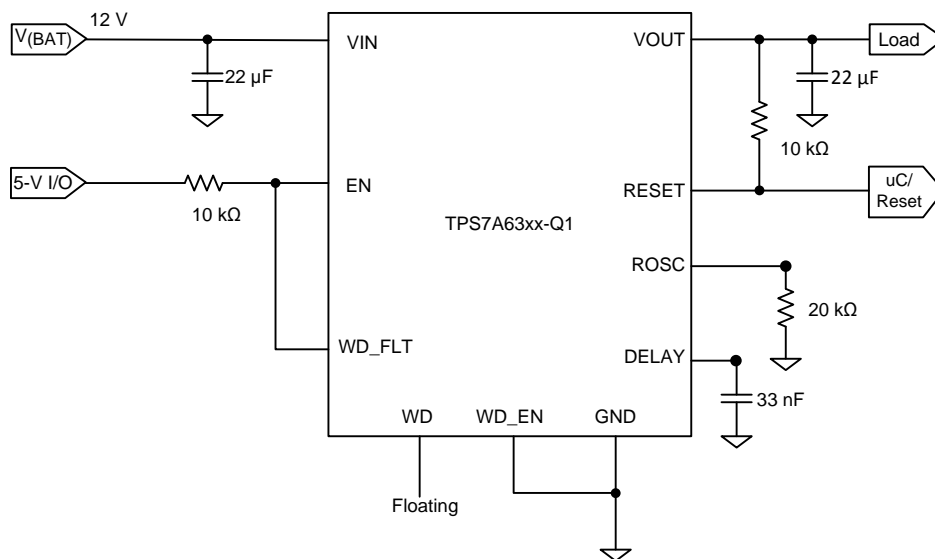 12 V
V(BAT)
VIN
VOUT
Load
22 µF
22 µF
10 kΩ
5-V I/O
EN
10 kΩ
RESET
uC/
Reset
TPS7A63xx-Q1
ROSC
20 kΩ
WD_FLT
DELAY
33 nF
WD
WD_EN
GND
Floating